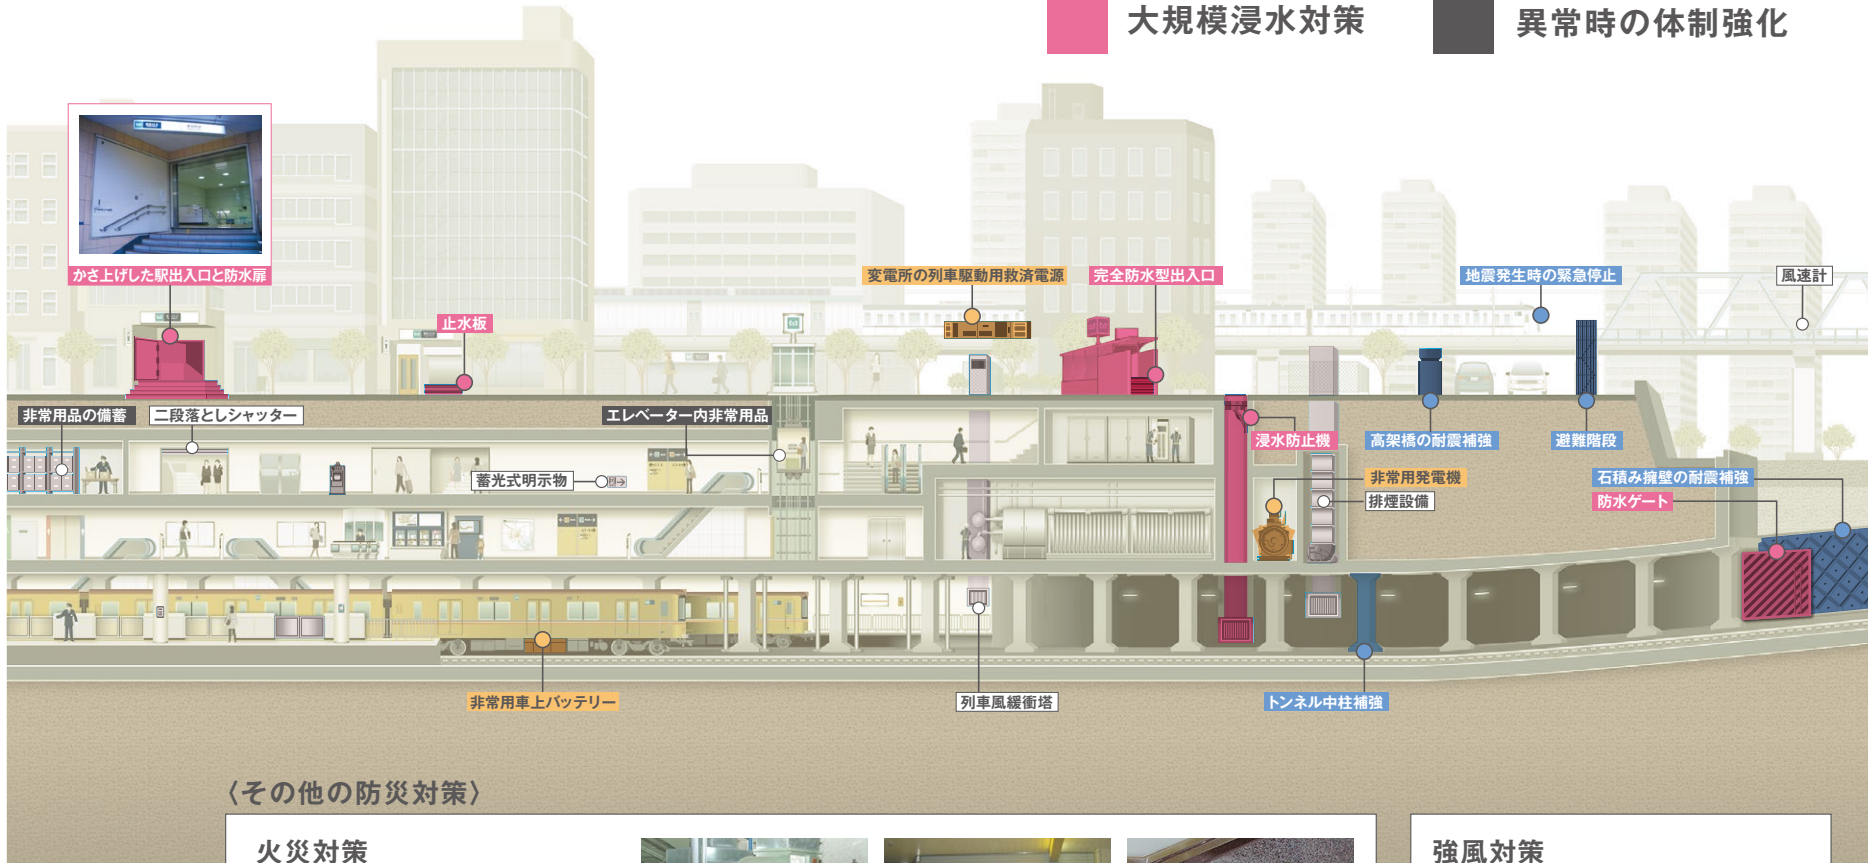 大規模浸水対策
異常時の体制強化
かさ上げした駅出入口と防水扉
変電所の列車駆動用救済電源
完全防水型出入口
地震発生時の緊急停止
風速計
止水板
非常用品の備蓄
二段落としシャッター
エレベーター内非常用品
浸水防止機
高架橋の耐震補強
避難階段
蓄光式明示物
非常用発電機
石積み擁壁の耐震補強
排煙設備
防水ゲート
非常用車上バッテリー
列車風緩衝塔
トンネル中柱補強
〈その他の防災対策〉
火災対策
強風対策